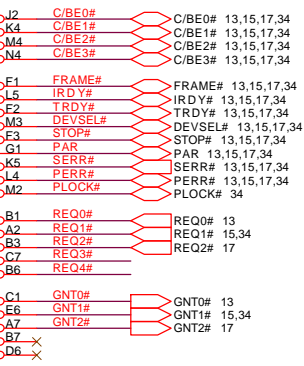 J2 C/BE0# C/BE0# 13,15,17,34
K4 C/BE1# C/BE1# 13,15,17,34
M4 C/BE2# C/BE2# 13,15,17,34
N4 C/BE3# C/BE3# 13,15,17,34
F1 FRAME# FRAME# 13,15,17,34
L5 IRDY# IRDY# 13,15,17,34
F2 TRDY# TRDY# 13,15,17,34
M3 DEVSEL# DEVSEL# 13,15,17,34
F3 STOP# STOP# 13,15,17,34
G1 PAR PAR 13,15,17,34
K5 SERR# SERR# 13,15,17,34
L4 PERR# PERR# 13,15,17,34
M2 PLOCK# PLOCK# 34
B1 REQ0# REQ0# 13
A2 REQ1# REQ1# 15,34
B3 REQ2# REQ2# 17
C7 REQ3#
B6 REQ4#
C1 GNT0# GNT0# 13
E6 GNT1# GNT1# 15,34
A7 GNT2# GNT2# 17
B7
D6